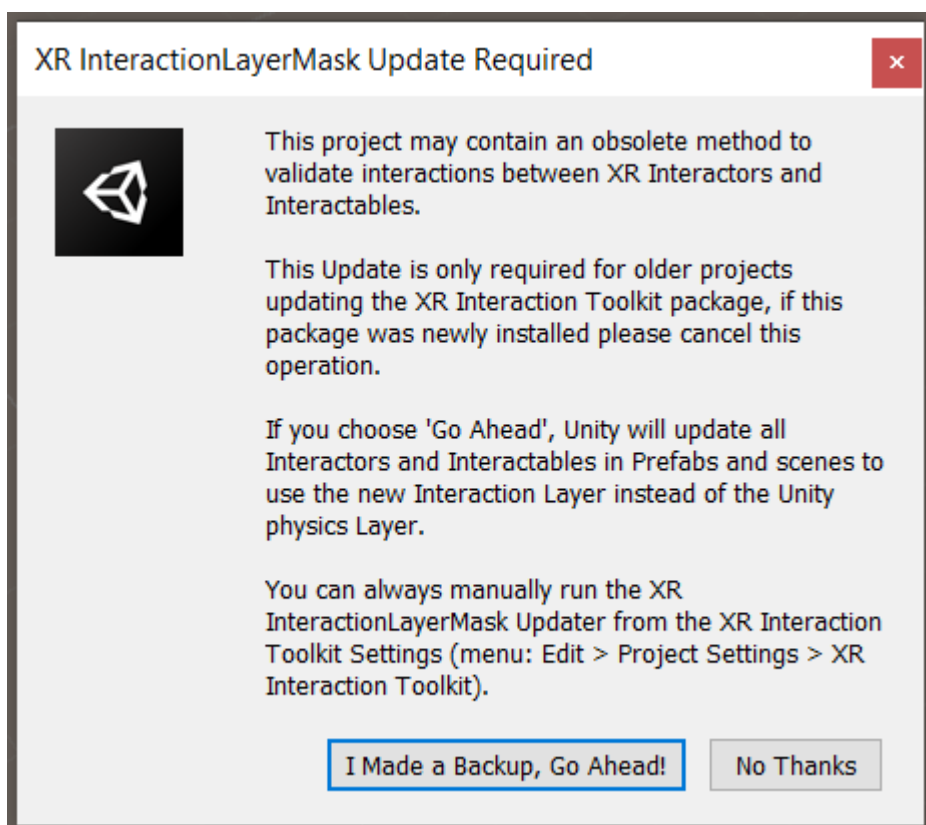 XR InteractionLayerMask Update Required
This project may contain an obsolete method to
validate interactions between XR Interactors and
Interactables.
This Update is only required for older projects
updating the XR Interaction Toolkit package, if this
package was newly installed please cancel this
operation.
If you choose 'Go Ahead', Unity will update all
Interactors and Interactables in Prefabs and scenes to
use the new Interaction Layer instead of the Unity
physics Layer.
You can always manually run the XR
InteractionLayerMask Updater from the XR Interaction
Toolkit Settings (menu: Edit > Project Settings > XR
Interaction Toolkit).
I Made a Backup, Go Ahead!
No Thanks